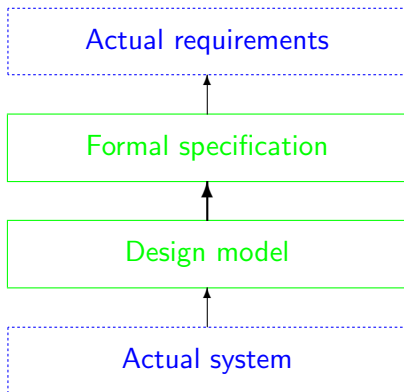 Actual requirements
Formal specification
Design model
Actual system